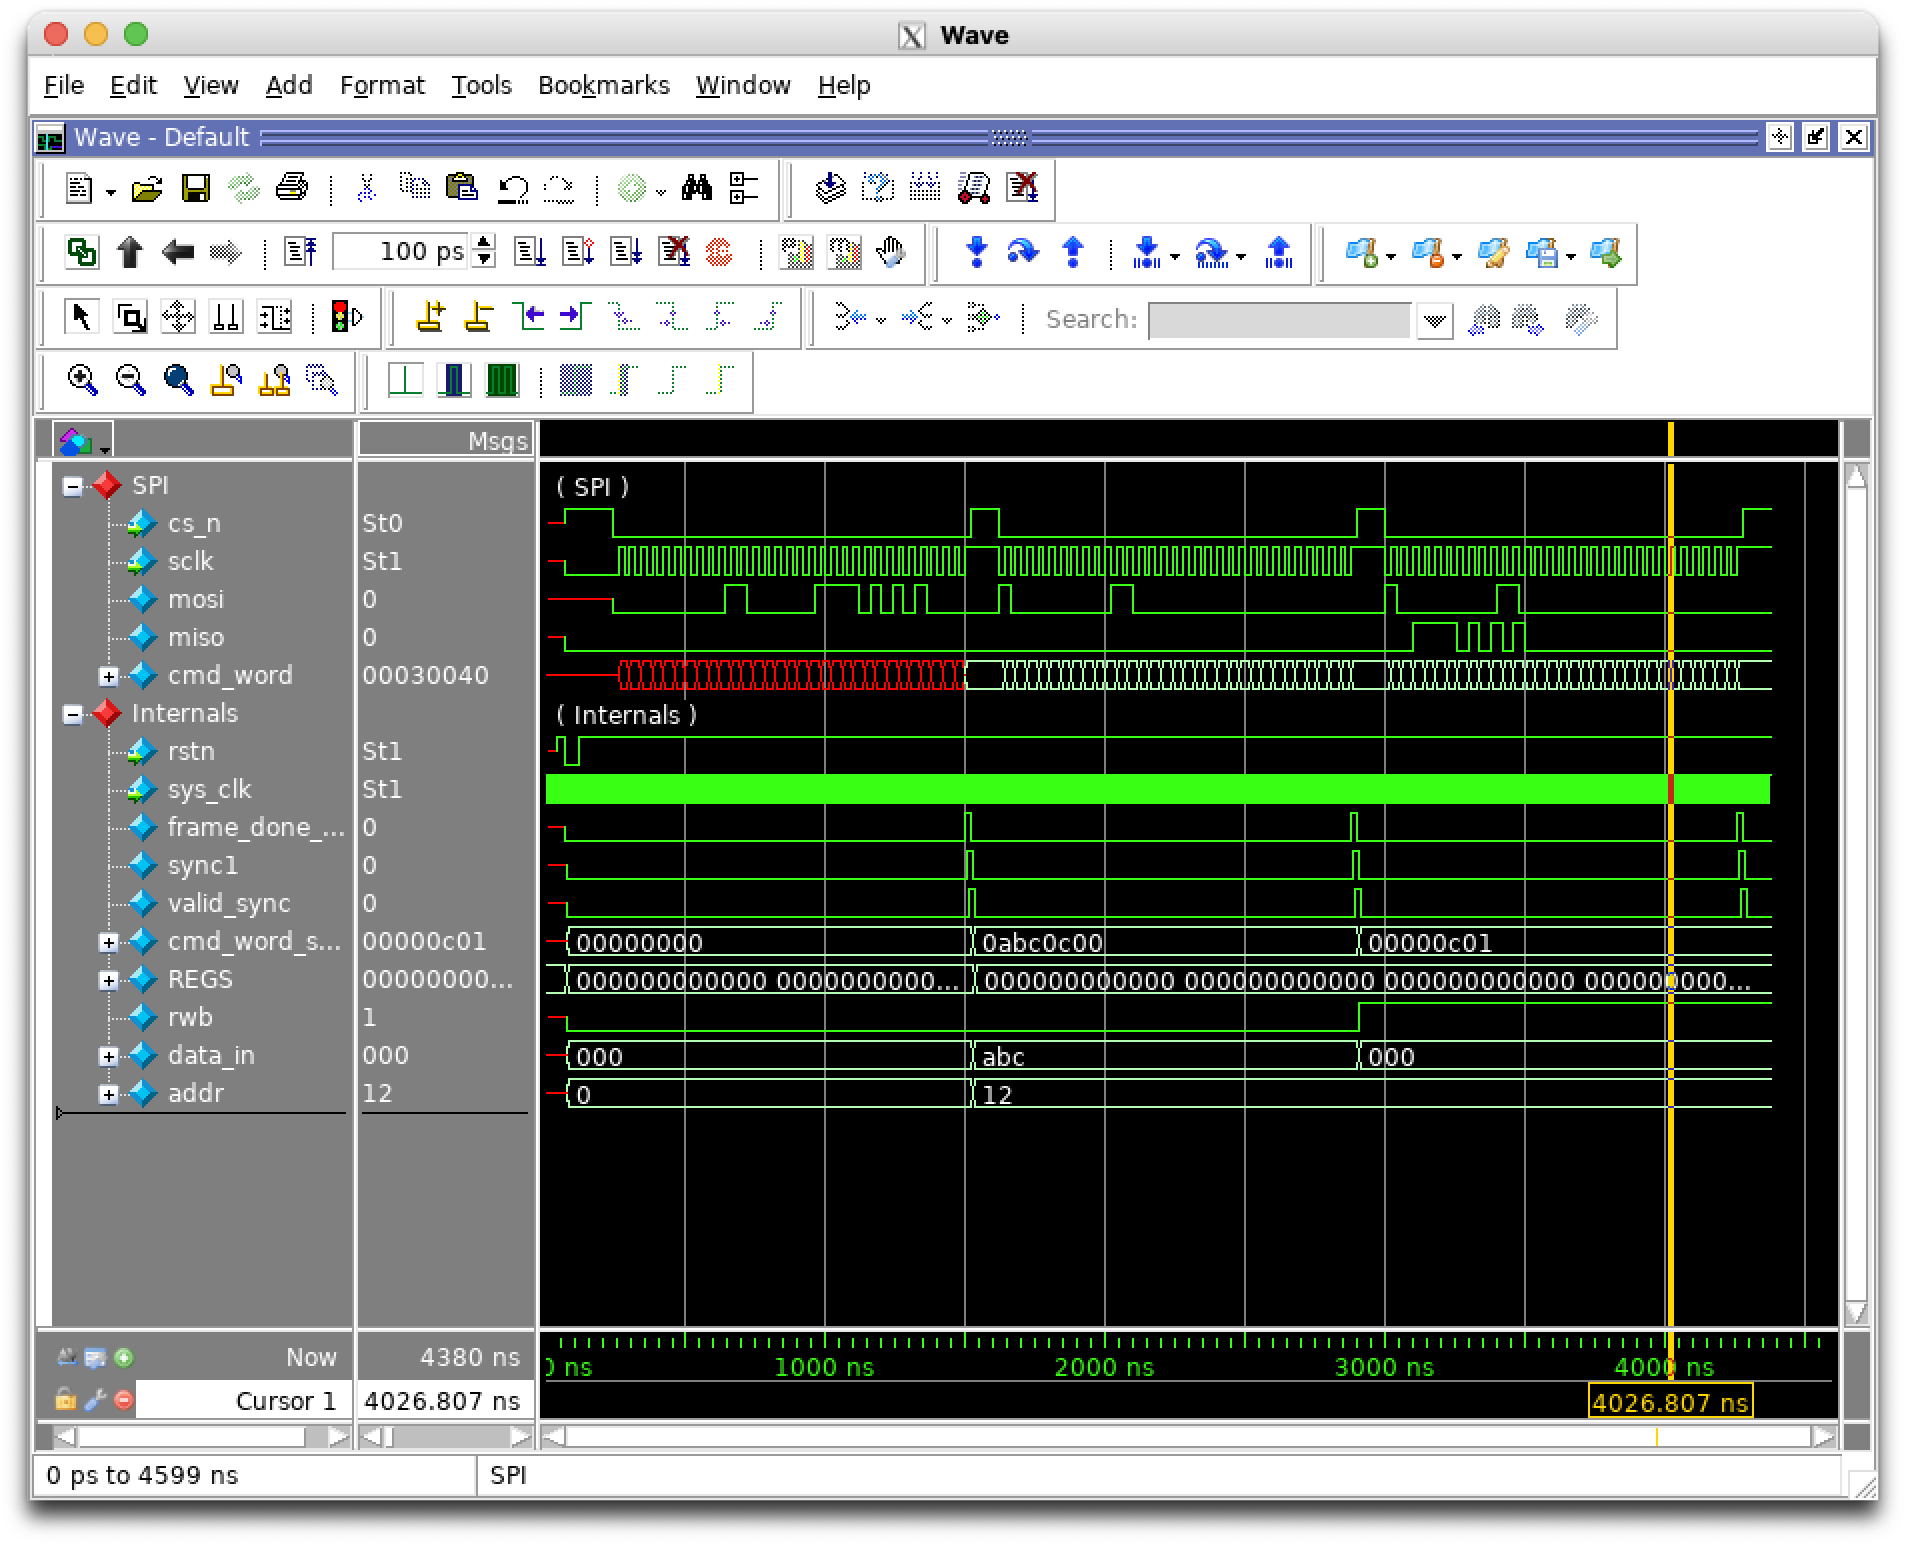 Wave
File Edit View Add Format Tools Bookmarks Window Help
Wave - Default
100 ps
Search:
Msgs
SPI
( SPI )
cs_n St0
sclk St1
mosi 0
miso 0
cmd_word 00030040
Internals
( Internals )
rstn St1
sys_clk St1
frame_done_... 0
sync1 0
valid_sync 0
cmd_word_s... 00000c01 00000000 0abc0c00 00000c01
REGS 00000000... 000000000000 0000000000... 000000000000 000000000000 000000000000 000000000...
rwb 1
data_in 000 000 abc 000
addr 12 0 12
Now 4380 ns 0 ns 1000 ns 2000 ns 3000 ns 4000 ns
Cursor 1 4026.807 ns 4026.807 ns
0 ps to 4599 ns SPI